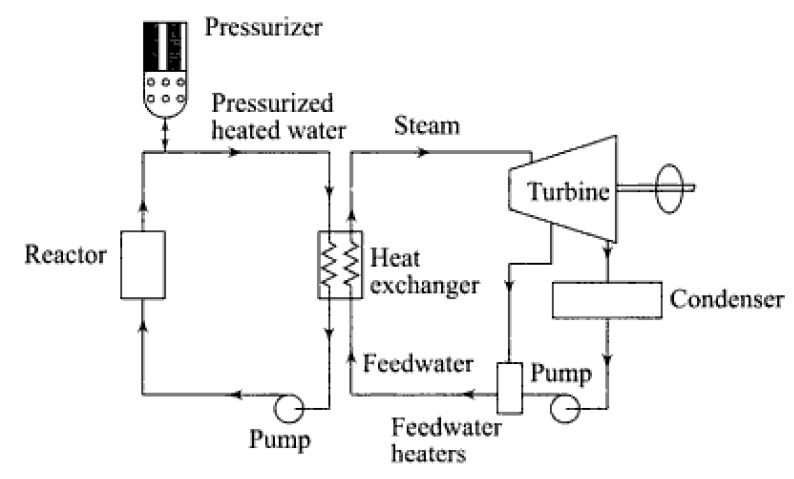 Pressurizer
Pressurized
heated water
Steam
Turbine
Reactor
Heat
exchanger
Condenser
Feedwater
Pump
Pump
Feedwater
heaters